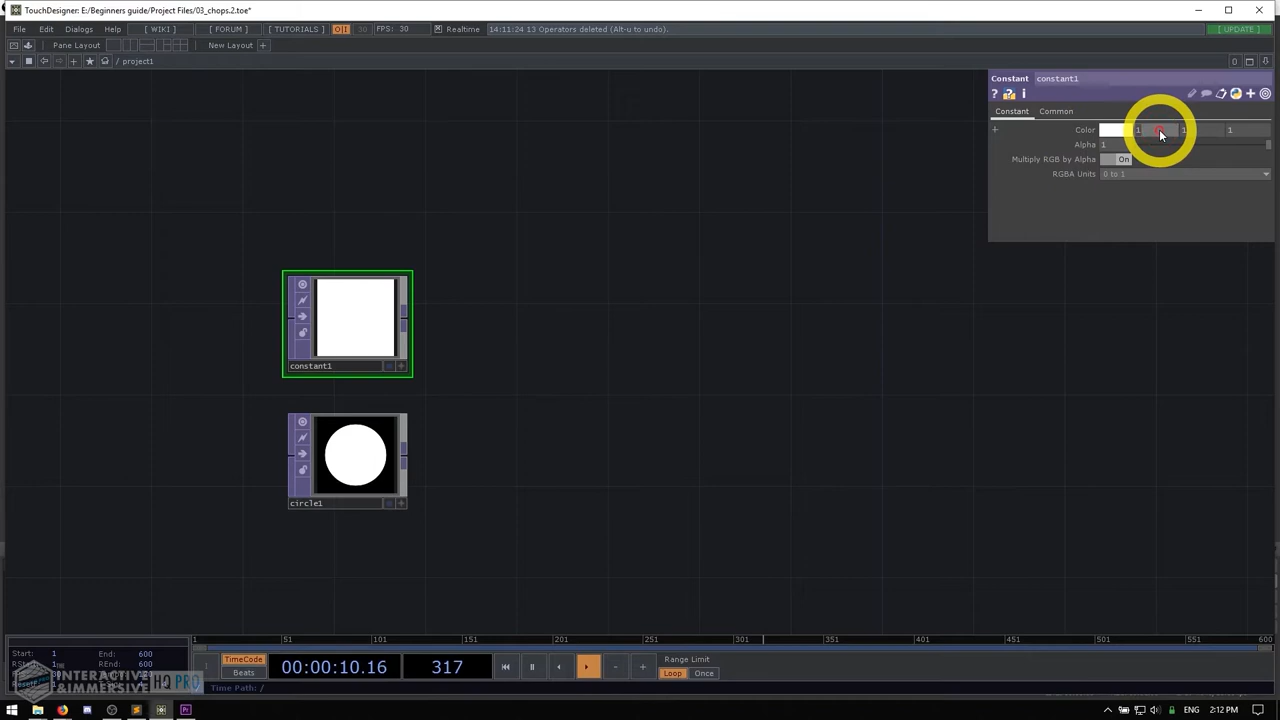 TouchDesigner: E:/Beginners guide/Project Files/03_chops.2.toe*
File Edit Dialogs Help [ WIKI ] [ FORUM ] [ TUTORIALS ] O|I 30 FPS: 30 Realtime 14:11:24 13 Operators deleted (Alt-u to undo). [ UPDATE ]
Pane Layout New Layout +
/ project1 0
Constant constant1
Constant Common
Color 1 1 1
Alpha 1
Multiply RGB by Alpha On
RGBA Units 0 to 1
constant1
circle1
1 51 101 151 201 251 301 351 401 451 501 551 600
Start: 1 End: 600
RStart: 1 REnd: 600
TimeCode
Beats
00:00:10.16 317
Range Limit
Loop Once
INTERACTIVE & IMMERSIVE HQ PRO
Time Path: /
ENG 2:12 PM